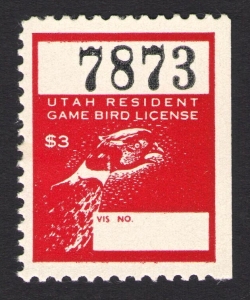 7873
UTAH RESIDENT
GAME BIRD LICENSE
$3
VIS NO.